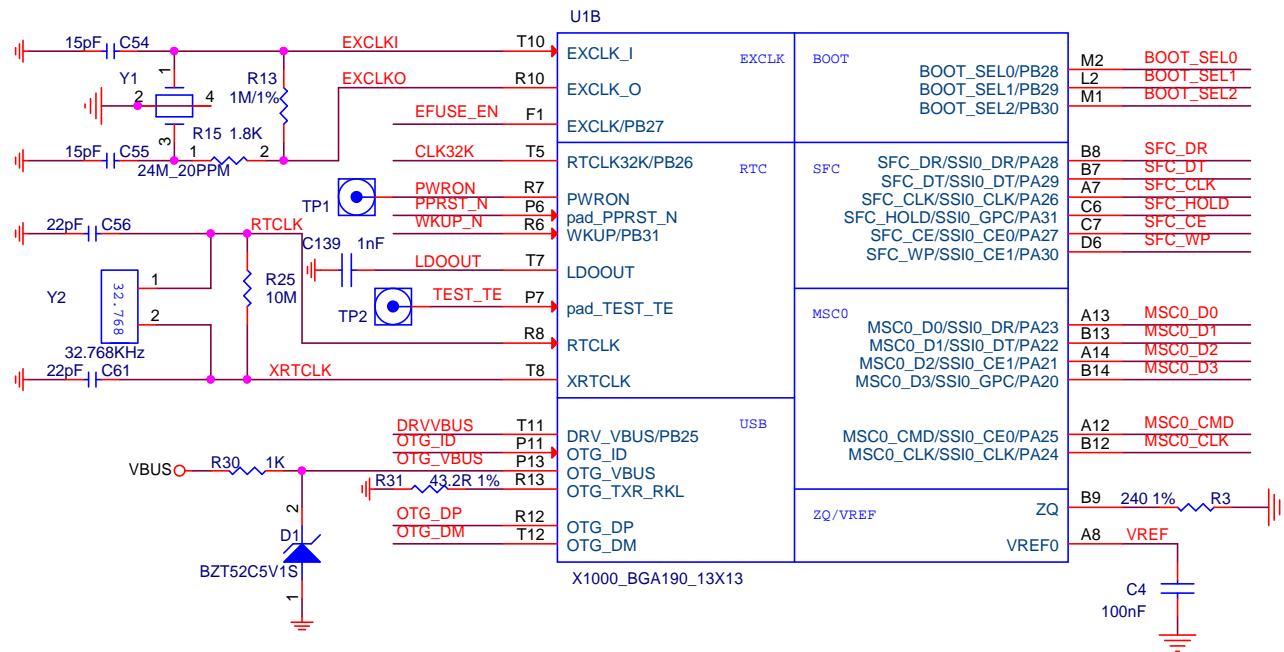 U1B
15pF C54
EXCLKI
T10
EXCLK_I
EXCLK
BOOT
Y1
1
2
4
3
R13
1M/1%
EXCLKO
R10
EXCLK_O
EFUSE_EN
F1
EXCLK/PB27
15pF C55
1
R15 1.8K
2
24M_20PPM
CLK32K
T5
RTCLK32K/PB26
RTC
SFC
TP1
PWRON
R7
PWRON
PPRST_N
P6
pad_PPRST_N
WKUP_N
R6
WKUP/PB31
22pF C56
RTCLK
C139
1nF
LDOOUT
T7
LDOOUT
Y2
32.768
1
2
32.768KHz
R25
10M
TP2
TEST_TE
P7
pad_TEST_TE
R8
RTCLK
22pF C61
XRTCLK
T8
XRTCLK
USB
DRVVBUS
T11
DRV_VBUS/PB25
OTG_ID
P11
OTG_ID
OTG_VBUS
P13
OTG_VBUS
VBUS
R30
1K
R31
43.2R 1%
R13
OTG_TXR_RKL
OTG_DP
R12
OTG_DP
OTG_DM
T12
OTG_DM
2
D1
BZT52C5V1S
1
BOOT_SEL0/PB28
M2
BOOT_SEL0
BOOT_SEL1/PB29
L2
BOOT_SEL1
BOOT_SEL2/PB30
M1
BOOT_SEL2
SFC_DR/SSI0_DR/PA28
B8
SFC_DR
SFC_DT/SSI0_DT/PA29
B7
SFC_DT
SFC_CLK/SSI0_CLK/PA26
A7
SFC_CLK
SFC_HOLD/SSI0_GPC/PA31
C6
SFC_HOLD
SFC_CE/SSI0_CE0/PA27
C7
SFC_CE
SFC_WP/SSI0_CE1/PA30
D6
SFC_WP
MSC0
MSC0_D0/SSI0_DR/PA23
A13
MSC0_D0
MSC0_D1/SSI0_DT/PA22
B13
MSC0_D1
MSC0_D2/SSI0_CE1/PA21
A14
MSC0_D2
MSC0_D3/SSI0_GPC/PA20
B14
MSC0_D3
MSC0_CMD/SSI0_CE0/PA25
A12
MSC0_CMD
MSC0_CLK/SSI0_CLK/PA24
B12
MSC0_CLK
ZQ/VREF
ZQ
B9
240 1%
R3
VREF0
A8
VREF
C4
100nF
X1000_BGA190_13X13